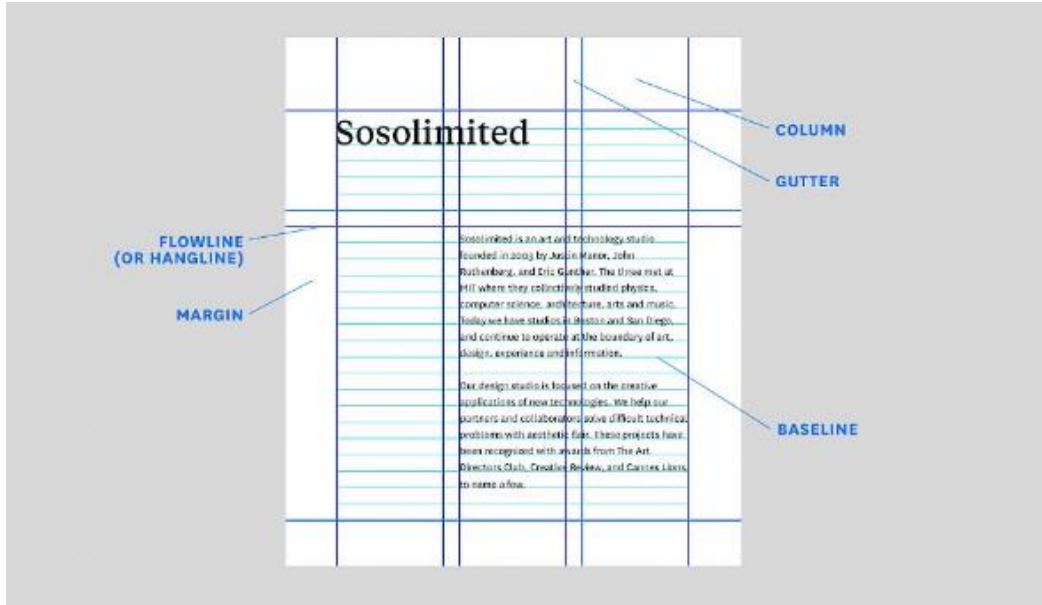 COLUMN
Sosolimited
GUTTER
FLOWLINE
(OR HANGLINE)
Sosolimited is an art and technology studio
founded in 2003 by Justin Manor, John
Rothenberg, and Eric Gunther. The three met at
MIT where they collectively studied physics,
computer science, architecture, arts and music.
Today we have studios in Boston and San Diego,
and continue to operate at the boundary of art,
design, experience and information.
MARGIN
Our design studio is focused on the creative
applications of new technologies. We help our
partners and collaborators solve difficult technical
problems with aesthetic flair. These projects have
been recognized with awards from The Art
Directors Club, Creative Review, and Cannes Lions,
to name a few.
BASELINE